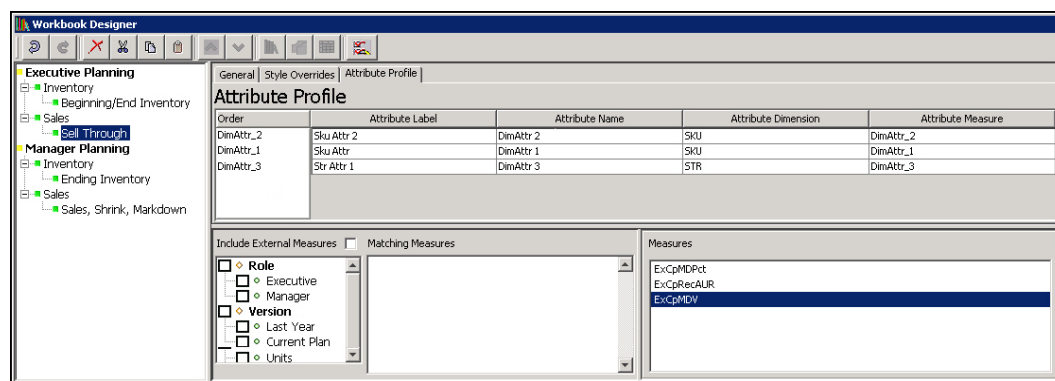 Workbook Designer
Executive Planning
Inventory
Beginning/End Inventory
Sales
Sell Through
Manager Planning
Inventory
Ending Inventory
Sales
Sales, Shrink, Markdown
General Style Overrides Attribute Profile
Attribute Profile
Order Attribute Label Attribute Name Attribute Dimension Attribute Measure
DimAttr_2 Sku Attr 2 DimAttr 2 SKU DimAttr_2
DimAttr_1 Sku Attr DimAttr 1 SKU DimAttr_1
DimAttr_3 Str Attr 1 DimAttr 3 STR DimAttr_3
Include External Measures
Role
Executive
Manager
Version
Last Year
Current Plan
Units
Matching Measures
Measures
ExCpMDPct
ExCpRecAUR
ExCpMDV